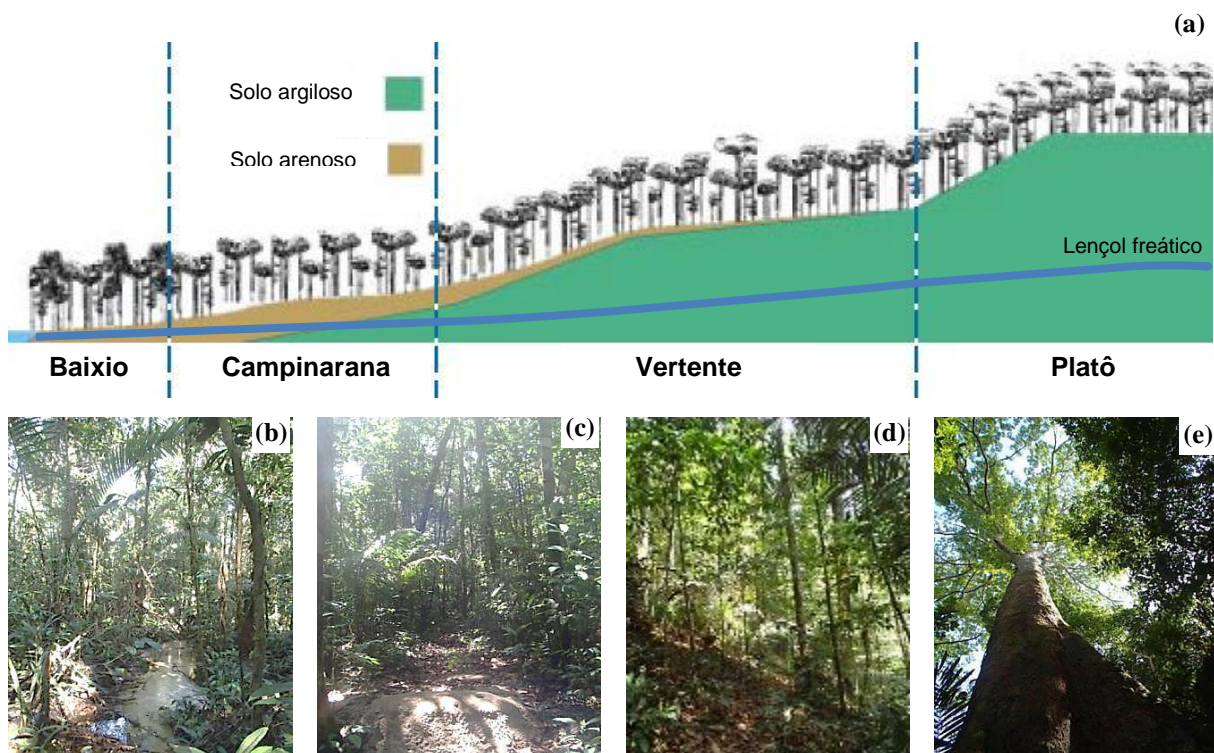 (a)
Solo argiloso
Solo arenoso
Lençol freático
Baixio
Campinarana
Vertente
Platô
(b)
(c)
(d)
(e)